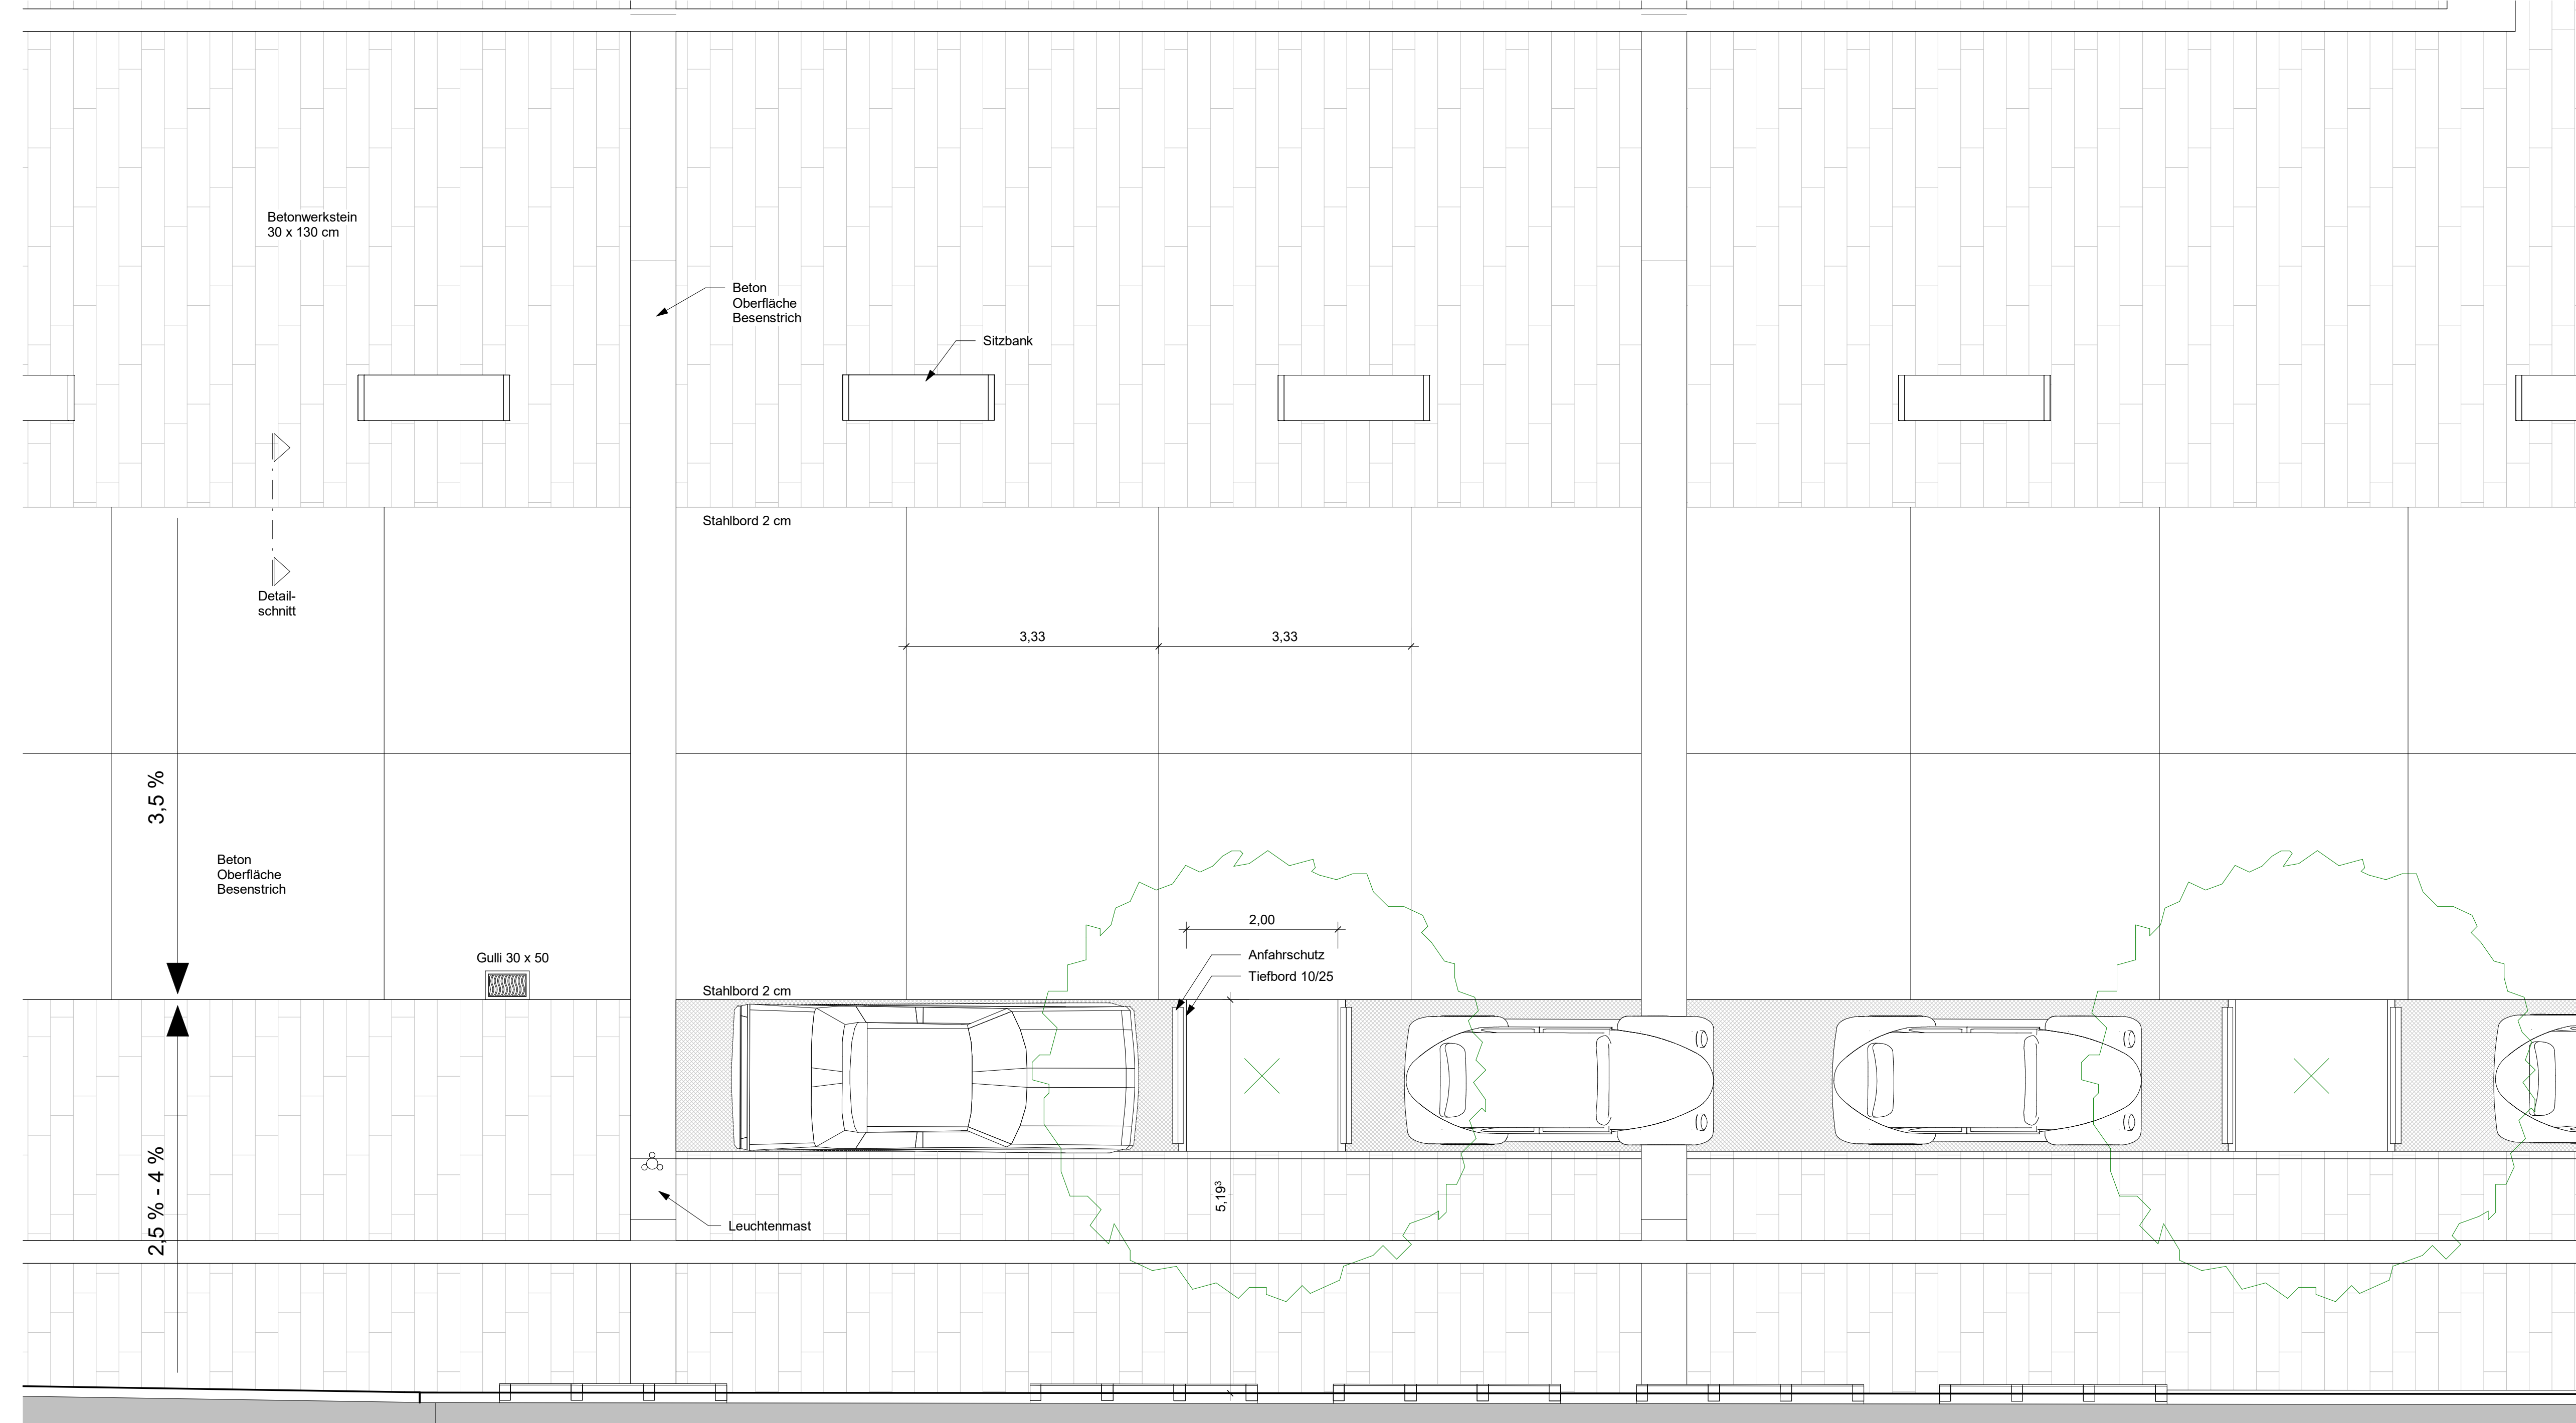 Betonwerkstein
30 x 130 cm
Beton
Oberfläche
Besenstrich
Sitzbank
Stahlbord 2 cm
Detail-
schnitt
3,33
3,33
3,5 %
Beton
Oberfläche
Besenstrich
2,00
Anfahrschutz
Tiefbord 10/25
Gulli 30 x 50
Stahlbord 2 cm
2,5 % - 4 %
5,19³
Leuchtenmast